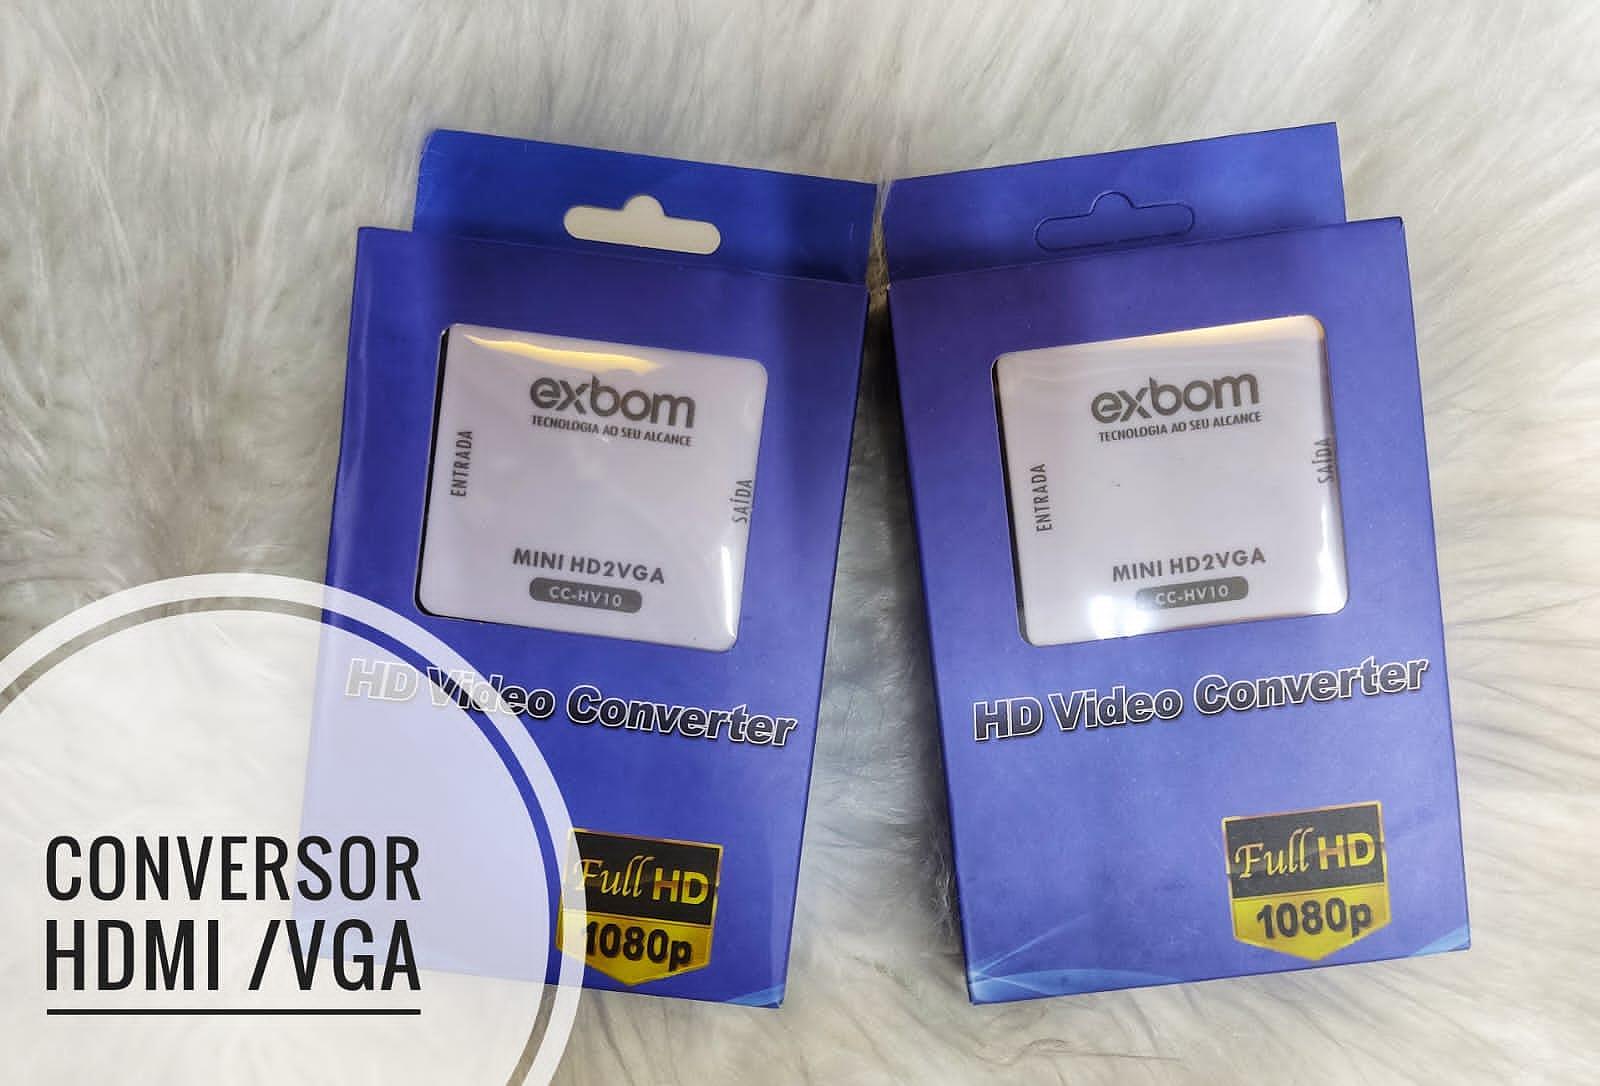 exbom
TECNOLOGIA AO SEU ALCANCE
ENTRADA
SAÍDA
MINI HD2VGA
CC-HV10
HD Video Converter
Full HD
1080p
exbom
TECNOLOGIA AO SEU ALCANCE
ENTRADA
SAÍDA
MINI HD2VGA
CC-HV10
HD Video Converter
Full HD
1080p
CONVERSOR
HDMI /VGA